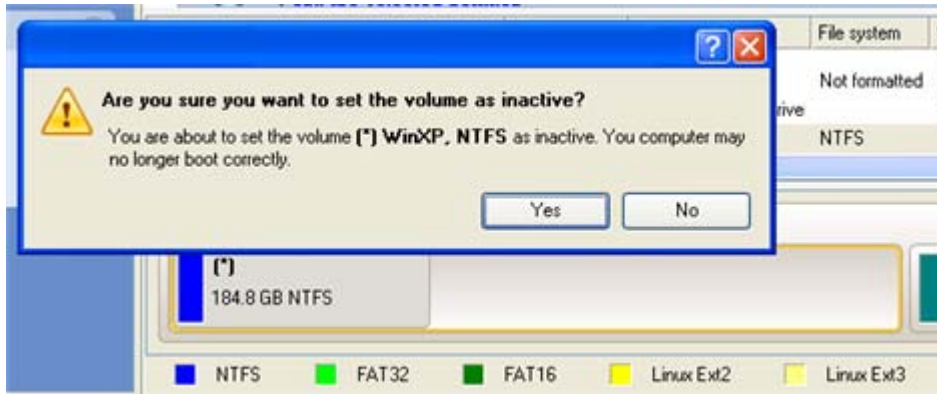 File system
Not formatted
NTFS
Are you sure you want to set the volume as inactive?
You are about to set the volume (*) WinXP, NTFS as inactive. You computer may
no longer boot correctly.
Yes No
(*)
184.8 GB NTFS
NTFS FAT32 FAT16 Linux Ext2 Linux Ext3